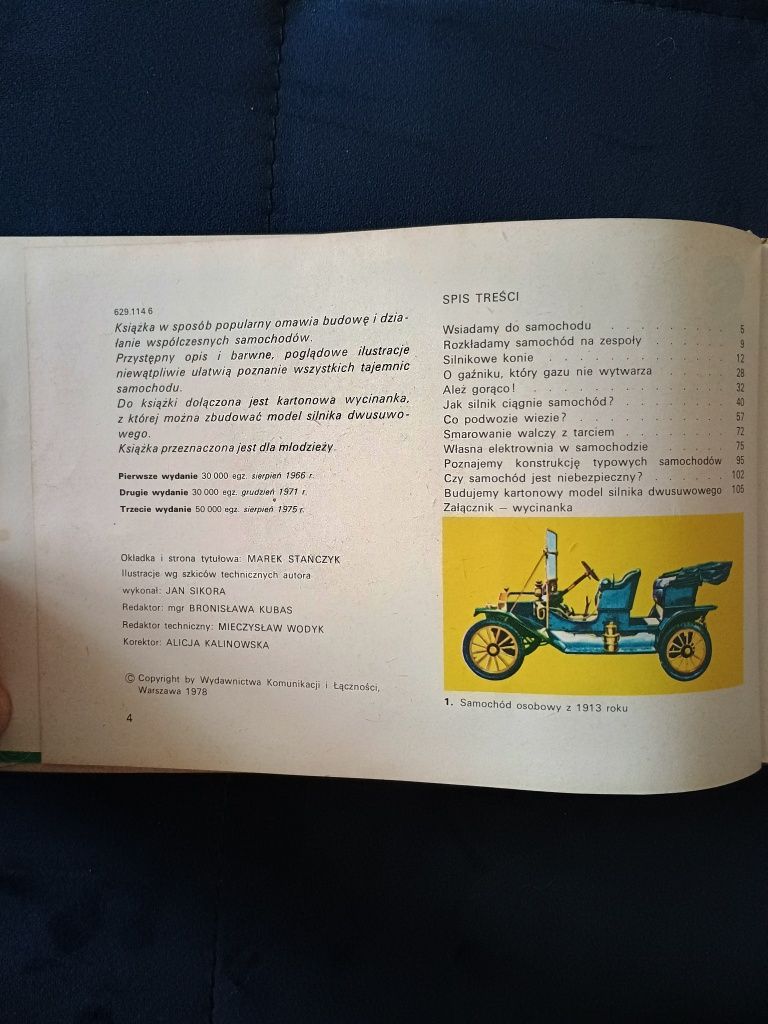 629.114.6
Książka w sposób popularny omawia budowę i dzia-
łanie współczesnych samochodów.
Przystępny opis i barwne, poglądowe ilustracje
niewątpliwie ułatwią poznanie wszystkich tajemnic
samochodu.
Do książki dołączona jest kartonowa wycinanka,
z której można zbudować model silnika dwusuwo-
wego.
Książka przeznaczona jest dla młodzieży.
Pierwsze wydanie 30 000 egz. sierpień 1966 r.
Drugie wydanie 30 000 egz. grudzień 1971 r.
Trzecie wydanie 50 000 egz. sierpień 1975 r.
Okładka i strona tytułowa: MAREK STAŃCZYK
Ilustracje wg szkiców technicznych autora
wykonał: JAN SIKORA
Redaktor: mgr BRONISŁAWA KUBAS
Redaktor techniczny: MIECZYSŁAW WODYK
Korektor: ALICJA KALINOWSKA
© Copyright by Wydawnictwa Komunikacji i Łączności,
Warszawa 1978
4
SPIS TREŚCI
Wsiadamy do samochodu . . . . . . . . . 5
Rozkładamy samochód na zespoły . . . . . . 9
Silnikowe konie . . . . . . . . . . . . 12
O gaźniku, który gazu nie wytwarza . . . . . 28
Ależ gorąco! . . . . . . . . . . . . . 32
Jak silnik ciągnie samochód? . . . . . . . . 40
Co podwozie wiezie? . . . . . . . . . . 57
Smarowanie walczy z tarciem . . . . . . . 72
Własna elektrownia w samochodzie . . . . . 75
Poznajemy konstrukcję typowych samochodów 95
Czy samochód jest niebezpieczny? . . . . . . 102
Budujemy kartonowy model silnika dwusuwowego 105
Załącznik — wycinanka
1. Samochód osobowy z 1913 roku